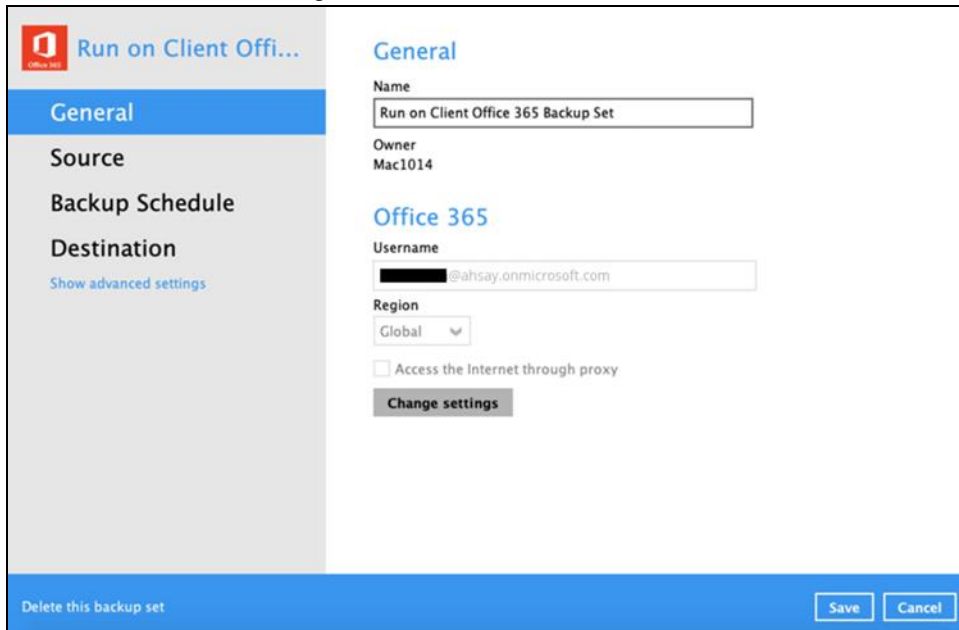 Office 365
Run on Client Offi...
General
Source
Backup Schedule
Destination
Show advanced settings
General
Name
Run on Client Office 365 Backup Set
Owner
Mac1014
Office 365
Username
@ahsay.onmicrosoft.com
Region
Global
Access the Internet through proxy
Change settings
Delete this backup set
Save
Cancel